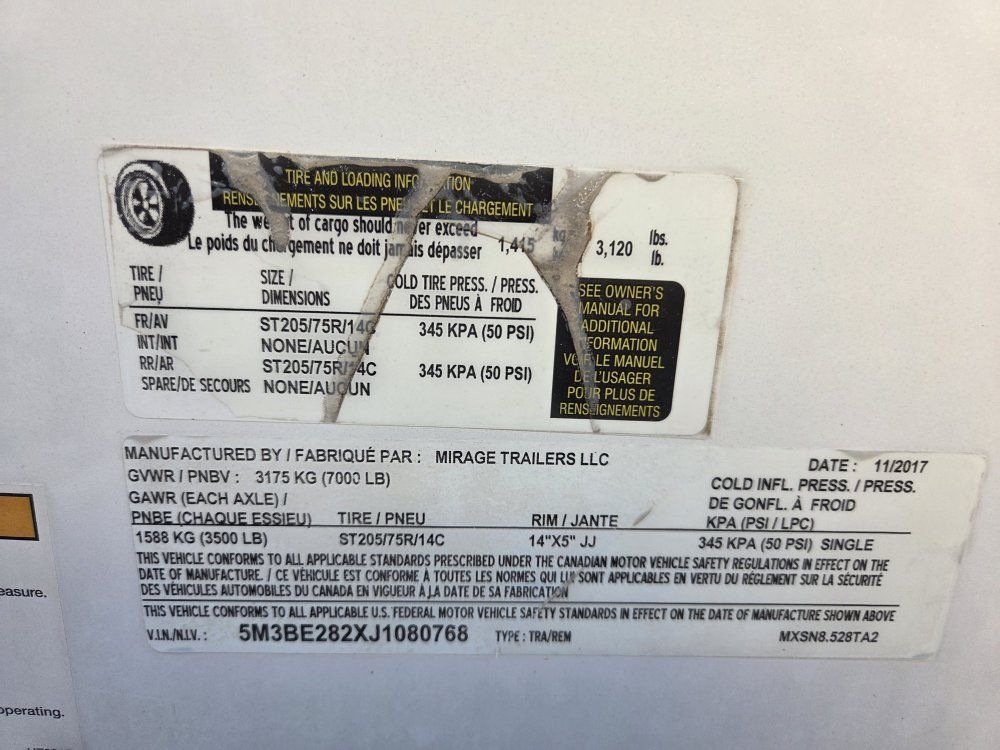 TIRE AND LOADING INFORMATION
RENSEIGNEMENTS SUR LES PNEUS ET LE CHARGEMENT
The weight of cargo should never exceed
Le poids du chargement ne doit jamais dépasser 1,415 kg 3,120 lbs. lb.
TIRE / PNEU SIZE / DIMENSIONS COLD TIRE PRESS. / PRESS. DES PNEUS À FROID
FR/AV ST205/75R/14C 345 KPA (50 PSI)
INT/INT NONE/AUCUN
RR/AR ST205/75R/14C 345 KPA (50 PSI)
SPARE/DE SECOURS NONE/AUCUN
SEE OWNER'S
MANUAL FOR
ADDITIONAL
INFORMATION
VOIR LE MANUEL
DE L'USAGER
POUR PLUS DE
RENSEIGNEMENTS
MANUFACTURED BY / FABRIQUÉ PAR : MIRAGE TRAILERS LLC DATE : 11/2017
GVWR / PNBV : 3175 KG (7000 LB)
GAWR (EACH AXLE) /
PNBE (CHAQUE ESSIEU) TIRE / PNEU RIM / JANTE COLD INFL. PRESS. / PRESS. DE GONFL. À FROID KPA (PSI / LPC)
1588 KG (3500 LB) ST205/75R/14C 14"X5" JJ 345 KPA (50 PSI) SINGLE
THIS VEHICLE CONFORMS TO ALL APPLICABLE STANDARDS PRESCRIBED UNDER THE CANADIAN MOTOR VEHICLE SAFETY REGULATIONS IN EFFECT ON THE
DATE OF MANUFACTURE. / CE VÉHICULE EST CONFORME À TOUTES LES NORMES QUI LUI SONT APPLICABLES EN VERTU DU RÈGLEMENT SUR LA SÉCURITÉ
DES VÉHICULES AUTOMOBILES DU CANADA EN VIGUEUR À LA DATE DE SA FABRICATION
THIS VEHICLE CONFORMS TO ALL APPLICABLE U.S. FEDERAL MOTOR VEHICLE SAFETY STANDARDS IN EFFECT ON THE DATE OF MANUFACTURE SHOWN ABOVE
V.I.N./N.I.V. : 5M3BE282XJ1080768 TYPE : TRA/REM MXSN8.528TA2
easure.
operating.